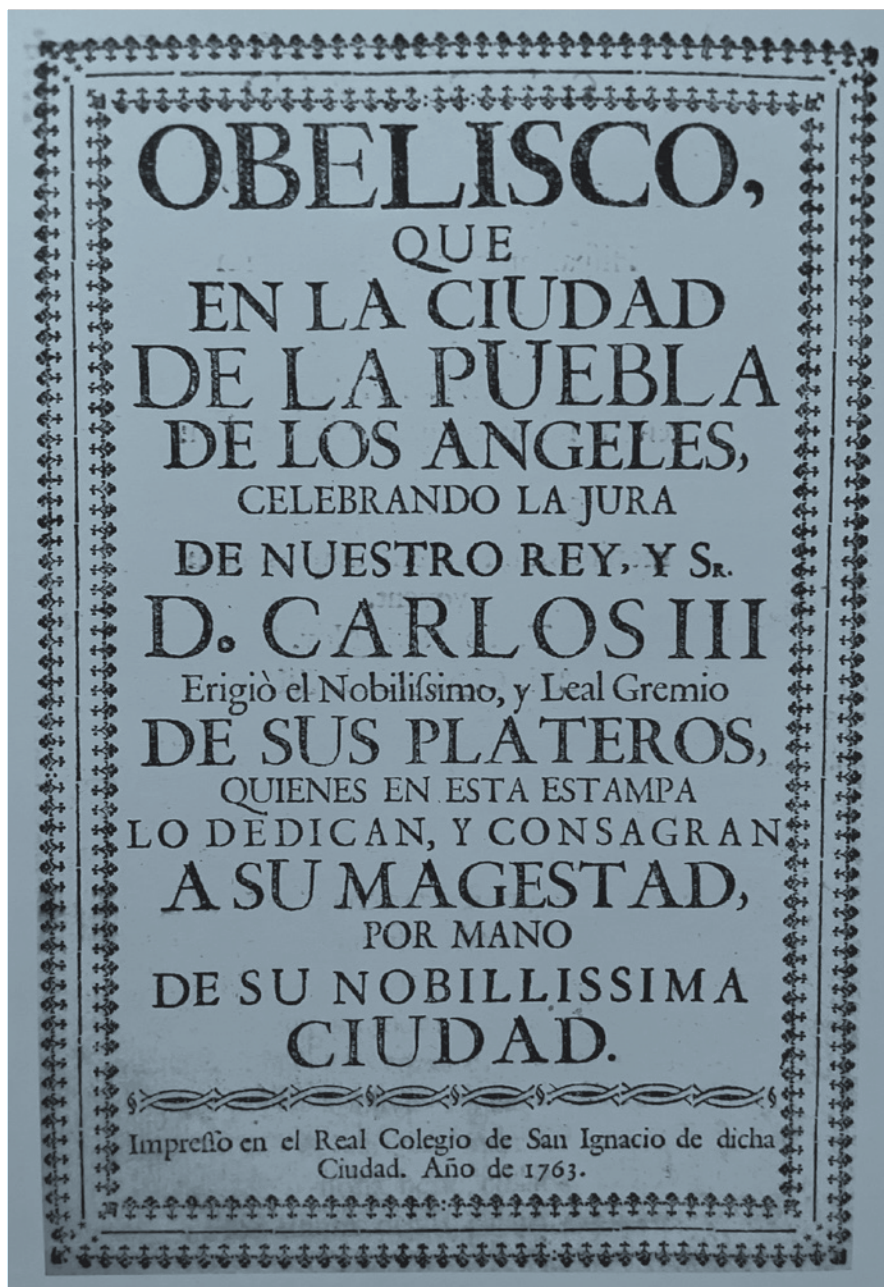 OBELISCO,
QUE
EN LA CIUDAD
DE LA PUEBLA
DE LOS ANGELES,
CELEBRANDO LA JURA
DE NUESTRO REY, Y SR.
D. CARLOS III
Erigiò el Nobiliſsimo, y Leal Gremio
DE SUS PLATEROS,
QUIENES EN ESTA ESTAMPA
LO DEDICAN, Y CONSAGRAN
A SU MAGESTAD,
POR MANO
DE SU NOBILLISSIMA
CIUDAD.
Impreſſo en el Real Colegio de San Ignacio de dicha
Ciudad. Año de 1763.